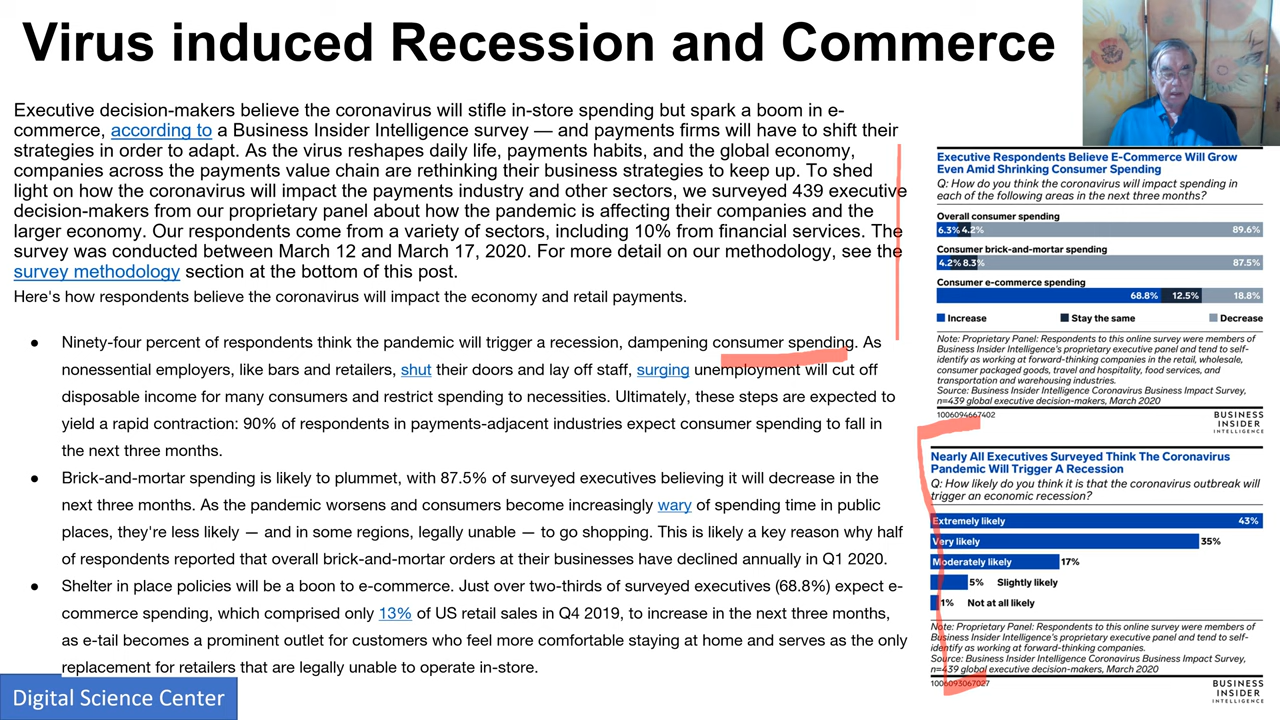 Virus induced Recession and Commerce
Executive decision-makers believe the coronavirus will stifle in-store spending but spark a boom in e-
commerce, according to a Business Insider Intelligence survey — and payments firms will have to shift their
strategies in order to adapt. As the virus reshapes daily life, payments habits, and the global economy,
companies across the payments value chain are rethinking their business strategies to keep up. To shed
light on how the coronavirus will impact the payments industry and other sectors, we surveyed 439 executive
decision-makers from our proprietary panel about how the pandemic is affecting their companies and the
larger economy. Our respondents come from a variety of sectors, including 10% from financial services. The
survey was conducted between March 12 and March 17, 2020. For more detail on our methodology, see the
survey methodology section at the bottom of this post.
Here's how respondents believe the coronavirus will impact the economy and retail payments.
● Ninety-four percent of respondents think the pandemic will trigger a recession, dampening consumer spending. As
nonessential employers, like bars and retailers, shut their doors and lay off staff, surging unemployment will cut off
disposable income for many consumers and restrict spending to necessities. Ultimately, these steps are expected to
yield a rapid contraction: 90% of respondents in payments-adjacent industries expect consumer spending to fall in
the next three months.
● Brick-and-mortar spending is likely to plummet, with 87.5% of surveyed executives believing it will decrease in the
next three months. As the pandemic worsens and consumers become increasingly wary of spending time in public
places, they're less likely — and in some regions, legally unable — to go shopping. This is likely a key reason why half
of respondents reported that overall brick-and-mortar orders at their businesses have declined annually in Q1 2020.
● Shelter in place policies will be a boon to e-commerce. Just over two-thirds of surveyed executives (68.8%) expect e-
commerce spending, which comprised only 13% of US retail sales in Q4 2019, to increase in the next three months,
as e-tail becomes a prominent outlet for customers who feel more comfortable staying at home and serves as the only
replacement for retailers that are legally unable to operate in-store.
Digital Science Center
Executive Respondents Believe E-Commerce Will Grow
Even Amid Shrinking Consumer Spending
Q: How do you think the coronavirus will impact spending in
each of the following areas in the next three months?
Overall consumer spending
6.3% 4.2% 89.6%
Consumer brick-and-mortar spending
4.2% 8.3% 87.5%
Consumer e-commerce spending
68.8% 12.5% 18.8%
Increase Stay the same Decrease
Note: Proprietary Panel: Respondents to this online survey were members of
Business Insider Intelligence's proprietary executive panel and tend to self-
identify as working at forward-thinking companies in the retail, wholesale,
consumer packaged goods, travel and hospitality, food services, and
transportation and warehousing industries.
Source: Business Insider Intelligence Coronavirus Business Impact Survey,
n=439 global executive decision-makers, March 2020
1006094667402
BUSINESS
INSIDER
INTELLIGENCE
Nearly All Executives Surveyed Think The Coronavirus
Pandemic Will Trigger A Recession
Q: How likely do you think it is that the coronavirus outbreak will
trigger an economic recession?
Extremely likely 43%
Very likely 35%
Moderately likely 17%
5% Slightly likely
1% Not at all likely
Note: Proprietary Panel: Respondents to this online survey were members of
Business Insider Intelligence's proprietary executive panel and tend to self-
identify as working at forward-thinking companies.
Source: Business Insider Intelligence Coronavirus Business Impact Survey,
n=439 global executive decision-makers, March 2020
1006093067027
BUSINESS
INSIDER
INTELLIGENCE